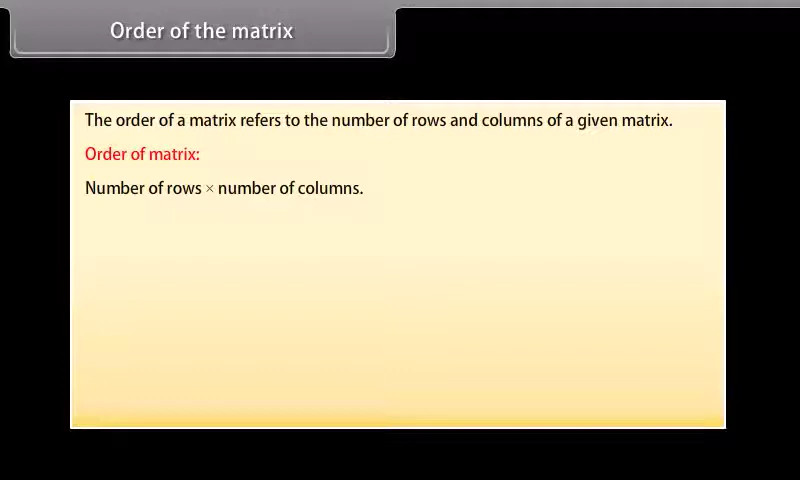 Order of the matrix
The order of a matrix refers to the number of rows and columns of a given matrix.
Order of matrix:
Number of rows × number of columns.